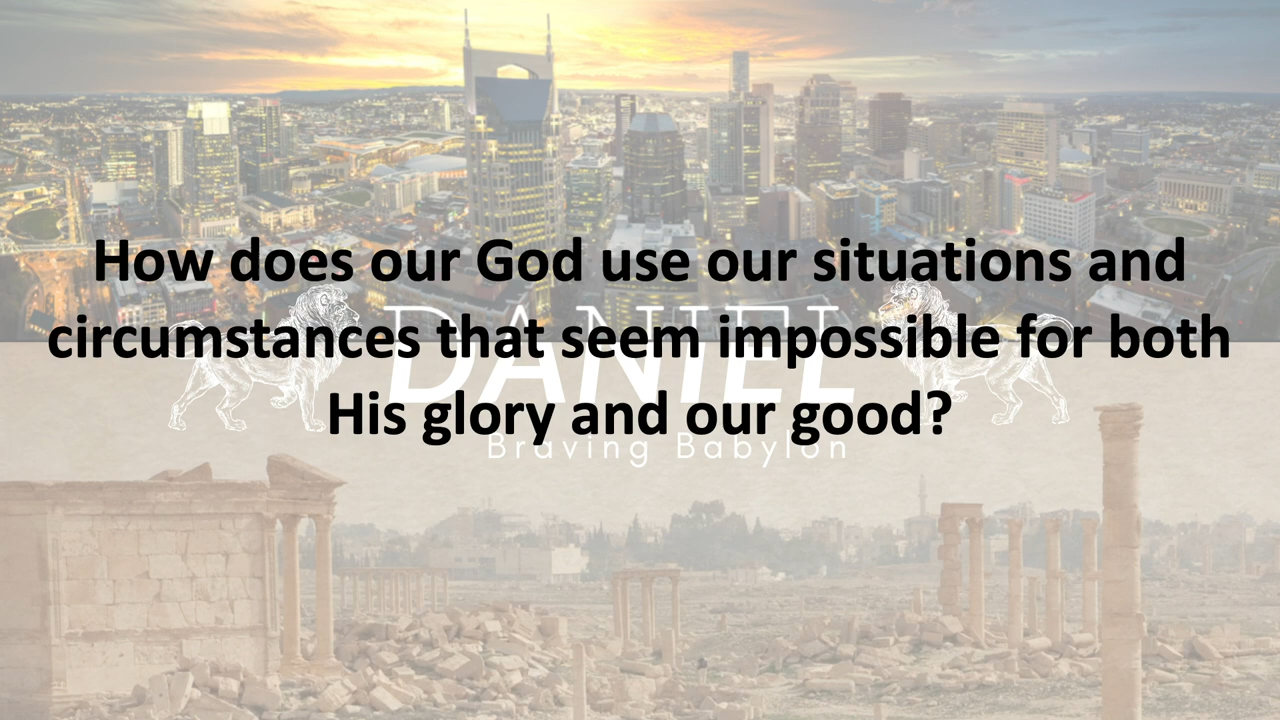 How does our God use our situations and
circumstances that seem impossible for both
His glory and our good?
DANIEL
Braving Babylon